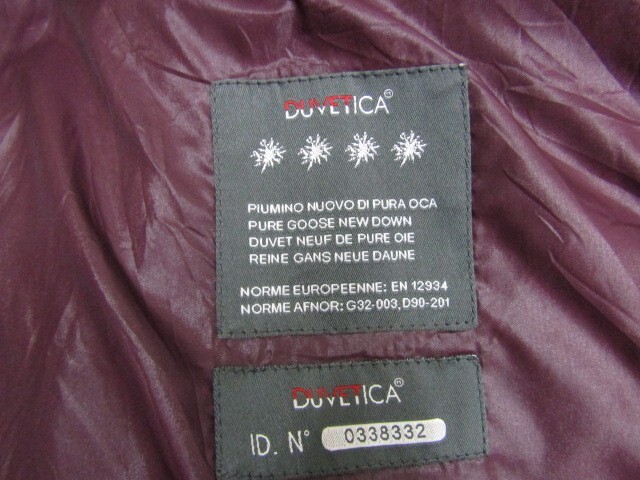 DUVETICA®
PIUMINO NUOVO DI PURA OCA
PURE GOOSE NEW DOWN
DUVET NEUF DE PURE OIE
REINE GANS NEUE DAUNE
NORME EUROPEENNE: EN 12934
NORME AFNOR: G32-003, D90-201
DUVETICA®
ID. N° 0338332